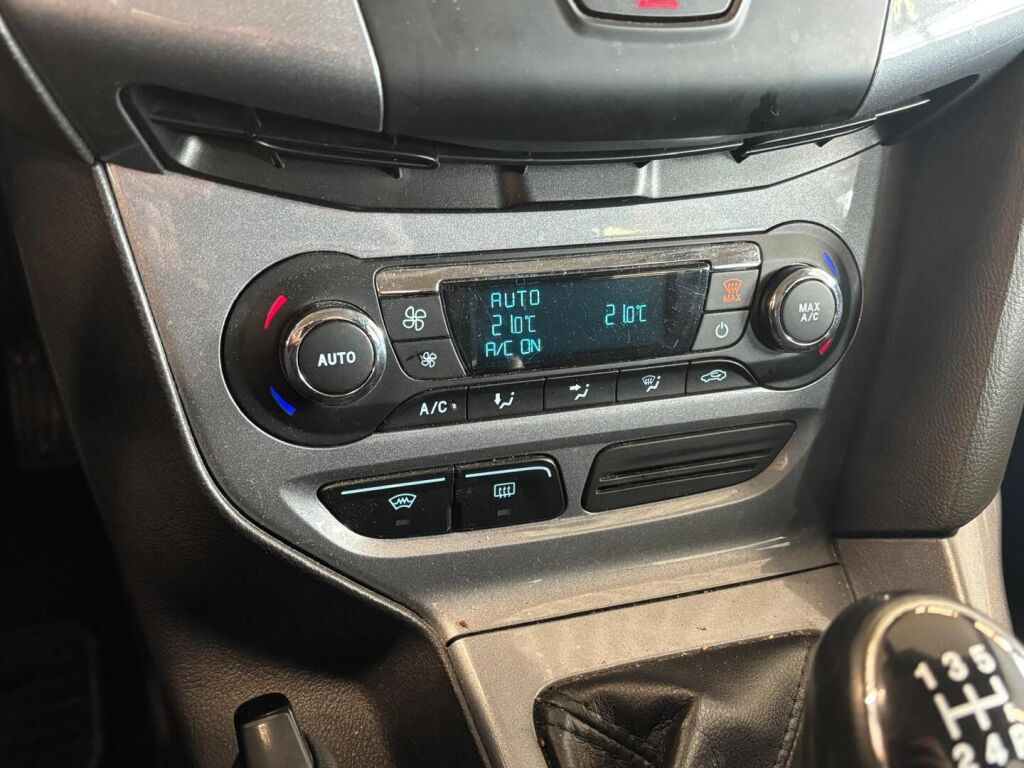 AUTO
21.0°C
A/C ON
21.0°C
MAX
AUTO
MAX
A/C
A/C
1 3 5
2 4 R